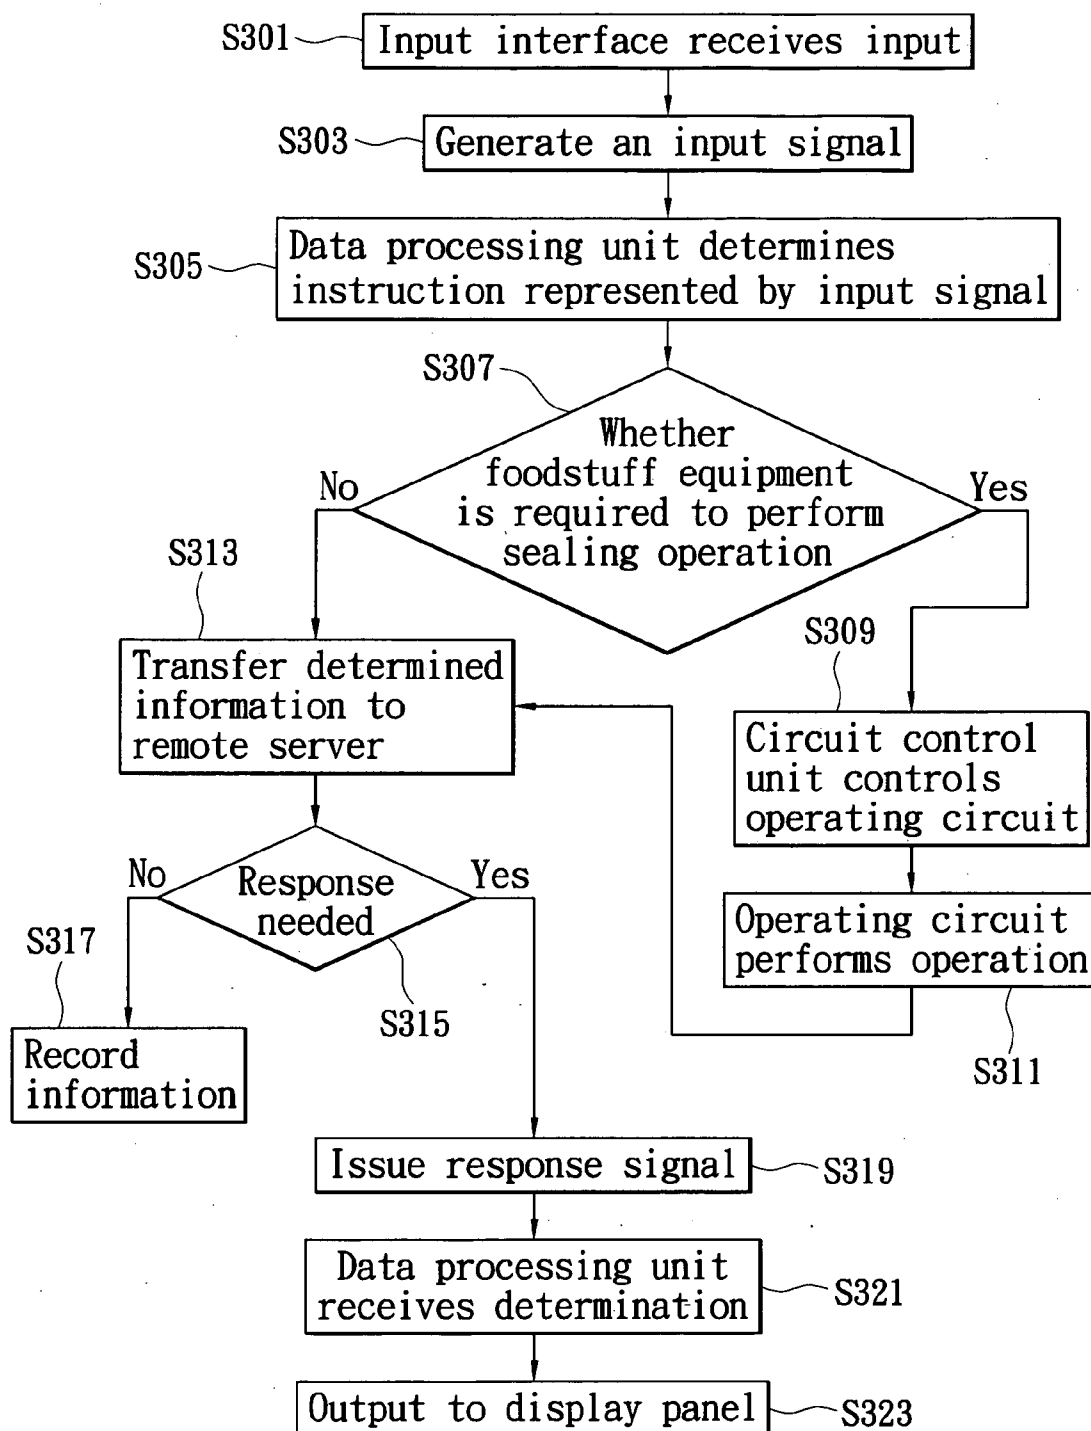 S301
Input interface receives input
S303
Generate an input signal
S305
Data processing unit determines
instruction represented by input signal
S307
Whether
foodstuff equipment
is required to perform
sealing operation
No
Yes
S313
Transfer determined
information to
remote server
S309
Circuit control
unit controls
operating circuit
Response
needed
No
Yes
S315
S317
Record
information
Operating circuit
performs operation
S311
Issue response signal
S319
Data processing unit
receives determination
S321
Output to display panel
S323